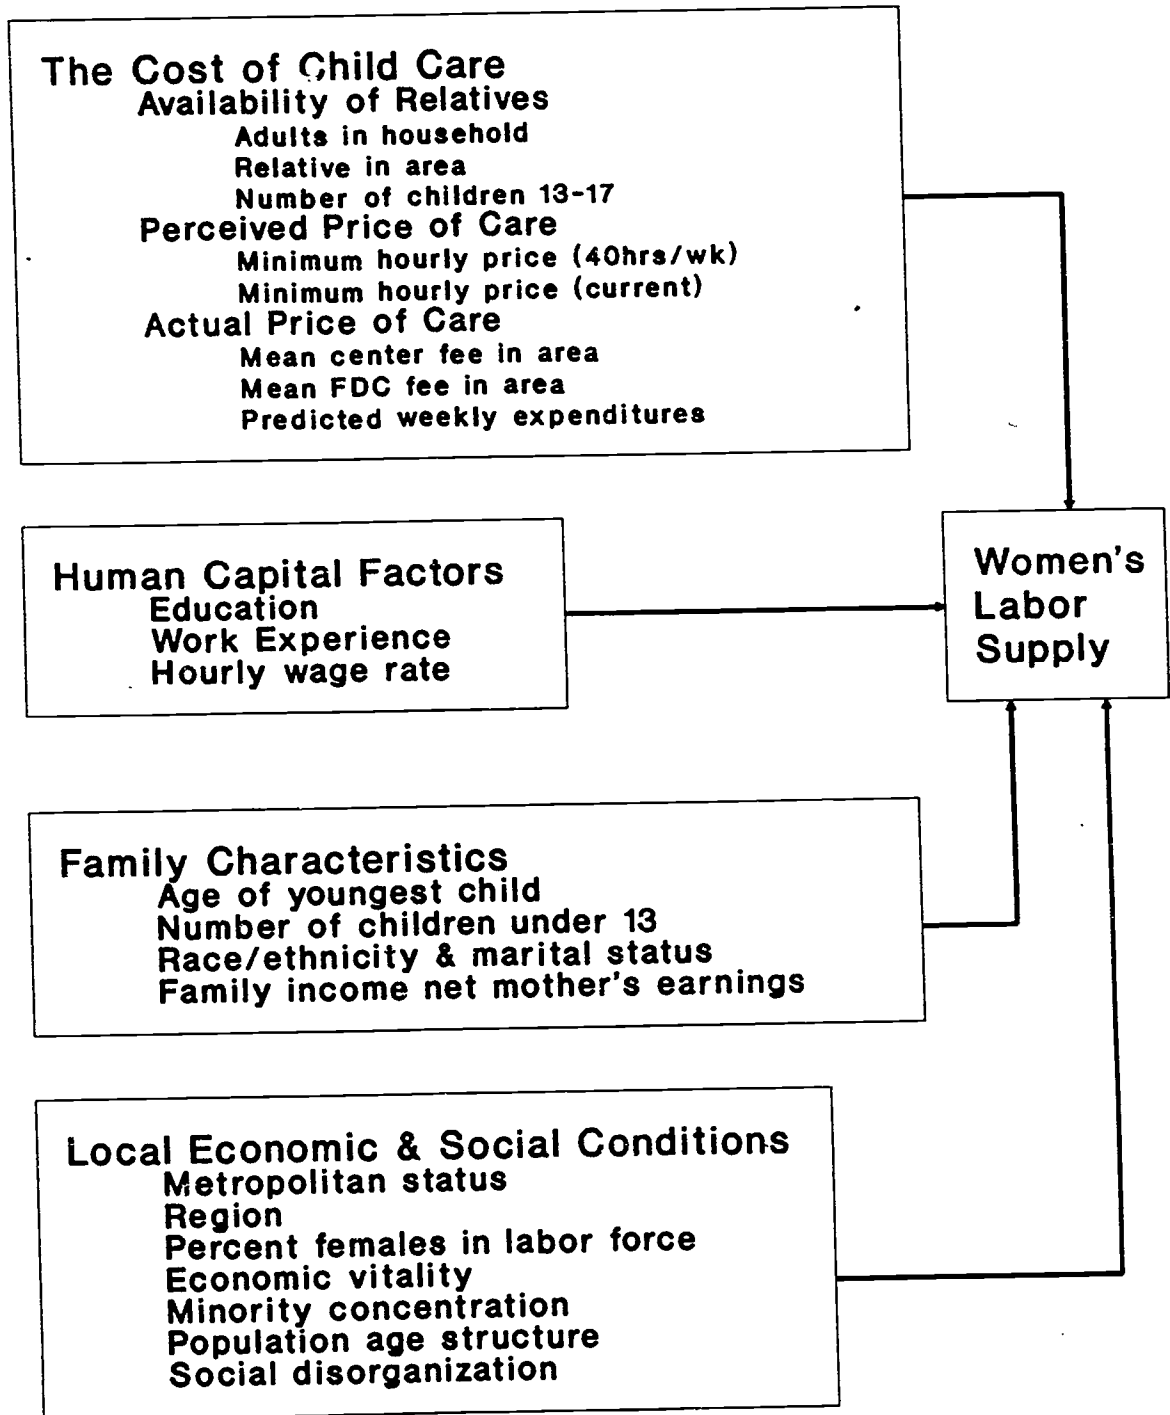 The Cost of Child Care
Availability of Relatives
Adults in household
Relative in area
Number of children 13-17
Perceived Price of Care
Minimum hourly price (40hrs/wk)
Minimum hourly price (current)
Actual Price of Care
Mean center fee in area
Mean FDC fee in area
Predicted weekly expenditures
Human Capital Factors
Education
Work Experience
Hourly wage rate
Women's
Labor
Supply
Family Characteristics
Age of youngest child
Number of children under 13
Race/ethnicity & marital status
Family income net mother's earnings
Local Economic & Social Conditions
Metropolitan status
Region
Percent females in labor force
Economic vitality
Minority concentration
Population age structure
Social disorganization